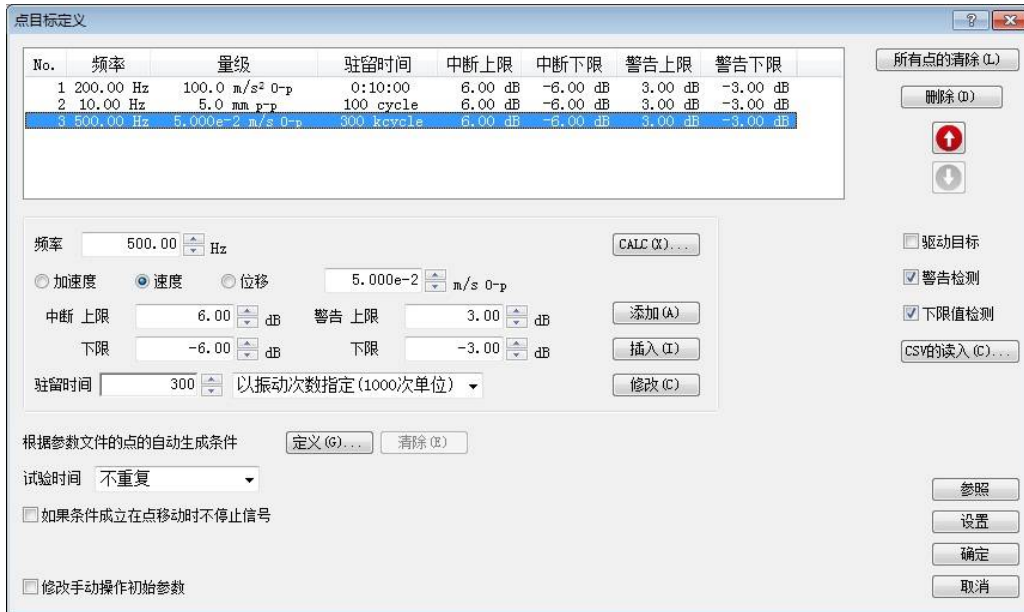 点目标定义
No. 频率 量级 驻留时间 中断上限 中断下限 警告上限 警告下限
1 200.00 Hz 100.0 m/s² 0-p 0:10:00 6.00 dB -6.00 dB 3.00 dB -3.00 dB
2 10.00 Hz 5.0 mm p-p 100 cycle 6.00 dB -6.00 dB 3.00 dB -3.00 dB
3 500.00 Hz 5.000e-2 m/s 0-p 300 kcycle 6.00 dB -6.00 dB 3.00 dB -3.00 dB
所有点的清除(L)
删除(D)
频率 500.00 Hz CALC(X)...
驱动目标
加速度 速度 位移 5.000e-2 m/s 0-p
警告检测
中断 上限 6.00 dB 警告 上限 3.00 dB 添加(A)
下限值检测
下限 -6.00 dB 下限 -3.00 dB 插入(I)
CSV的读入(C)...
驻留时间 300 以振动次数指定(1000次单位) 修改(C)
根据参数文件的点的自动生成条件 定义(G)... 清除(E)
试验时间 不重复
参照
如果条件成立在点移动时不停止信号
设置
确定
修改手动操作初始参数
取消